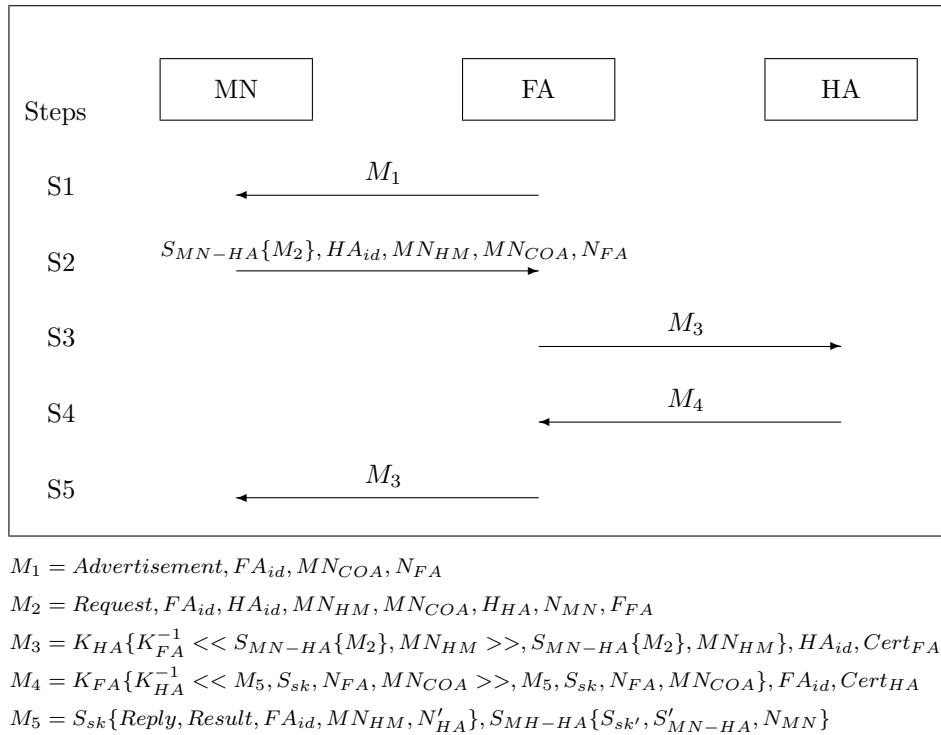 MN FA HA
Steps
S1 M_1
S2 S_{MN-HA}{M_2}, HA_{id}, MN_{HM}, MN_{COA}, N_{FA}
S3 M_3
S4 M_4
S5 M_3
M_1 = Advertisement, FA_{id}, MN_{COA}, N_{FA}
M_2 = Request, FA_{id}, HA_{id}, MN_{HM}, MN_{COA}, H_{HA}, N_{MN}, F_{FA}
M_3 = K_{HA}{K_{FA}^{-1} << S_{MN-HA}{M_2}, MN_{HM} >>, S_{MN-HA}{M_2}, MN_{HM}}, HA_{id}, Cert_{FA}
M_4 = K_{FA}{K_{HA}^{-1} << M_5, S_{sk}, N_{FA}, MN_{COA} >>, M_5, S_{sk}, N_{FA}, MN_{COA}}, FA_{id}, Cert_{HA}
M_5 = S_{sk}{Reply, Result, FA_{id}, MN_{HM}, N'_{HA}}, S_{MH-HA}{S_{sk'}, S'_{MN-HA}, N_{MN}}